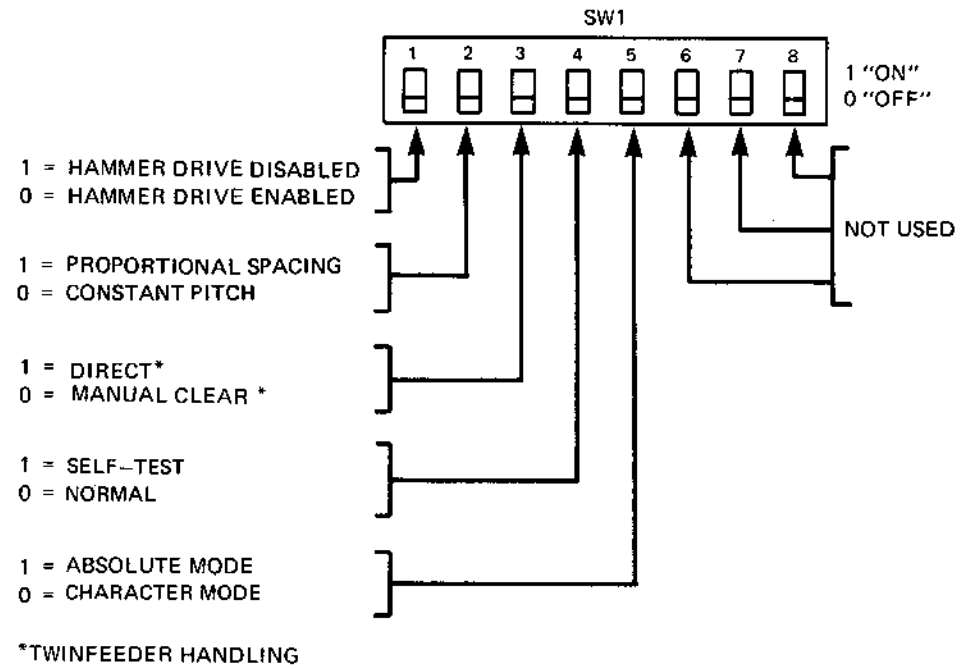 SW1
1 2 3 4 5 6 7 8
1 "ON"
0 "OFF"
1 = HAMMER DRIVE DISABLED
0 = HAMMER DRIVE ENABLED
NOT USED
1 = PROPORTIONAL SPACING
0 = CONSTANT PITCH
1 = DIRECT*
0 = MANUAL CLEAR *
1 = SELF-TEST
0 = NORMAL
1 = ABSOLUTE MODE
0 = CHARACTER MODE
*TWINFEEDER HANDLING